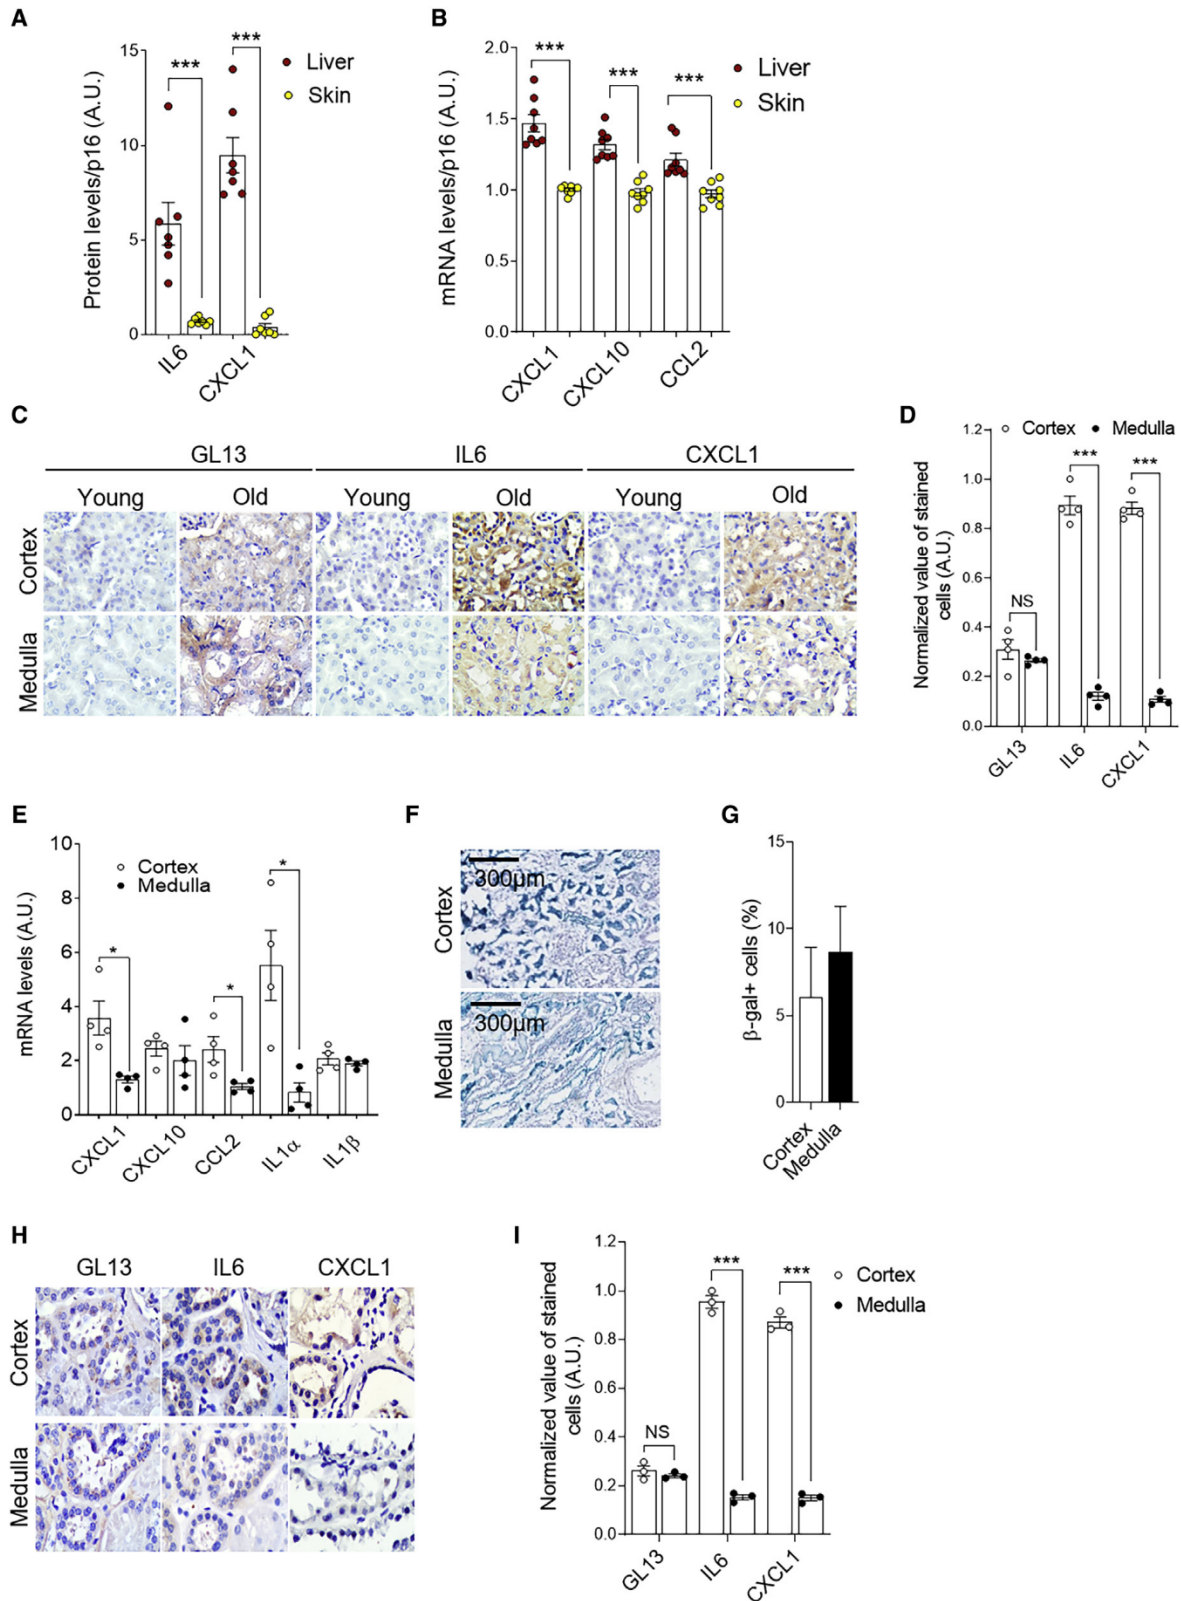 A
Protein levels/p16 (A.U.)
15
10
5
0
***
***
Liver
Skin
IL6
CXCL1
B
mRNA levels/p16 (A.U.)
2.0
1.5
1.0
0.5
0.0
***
***
***
Liver
Skin
CXCL1
CXCL10
CCL2
C
GL13 IL6 CXCL1
Young Old Young Old Young Old
Cortex
Medulla
D
Normalized value of stained
cells (A.U.)
1.2
1.0
0.8
0.6
0.4
0.2
0.0
Cortex Medulla
NS
***
***
GL13
IL6
CXCL1
E
mRNA levels (A.U.)
10
8
6
4
2
0
Cortex
Medulla
*
*
*
CXCL1
CXCL10
CCL2
IL1α
IL1β
F
Cortex
300µm
Medulla
300µm
G
β-gal+ cells (%)
15
10
5
0
Cortex
Medulla
H
GL13 IL6 CXCL1
Cortex
Medulla
I
Normalized value of stained
cells (A.U.)
1.2
1.0
0.8
0.6
0.4
0.2
0.0
NS
***
***
Cortex
Medulla
GL13
IL6
CXCL1